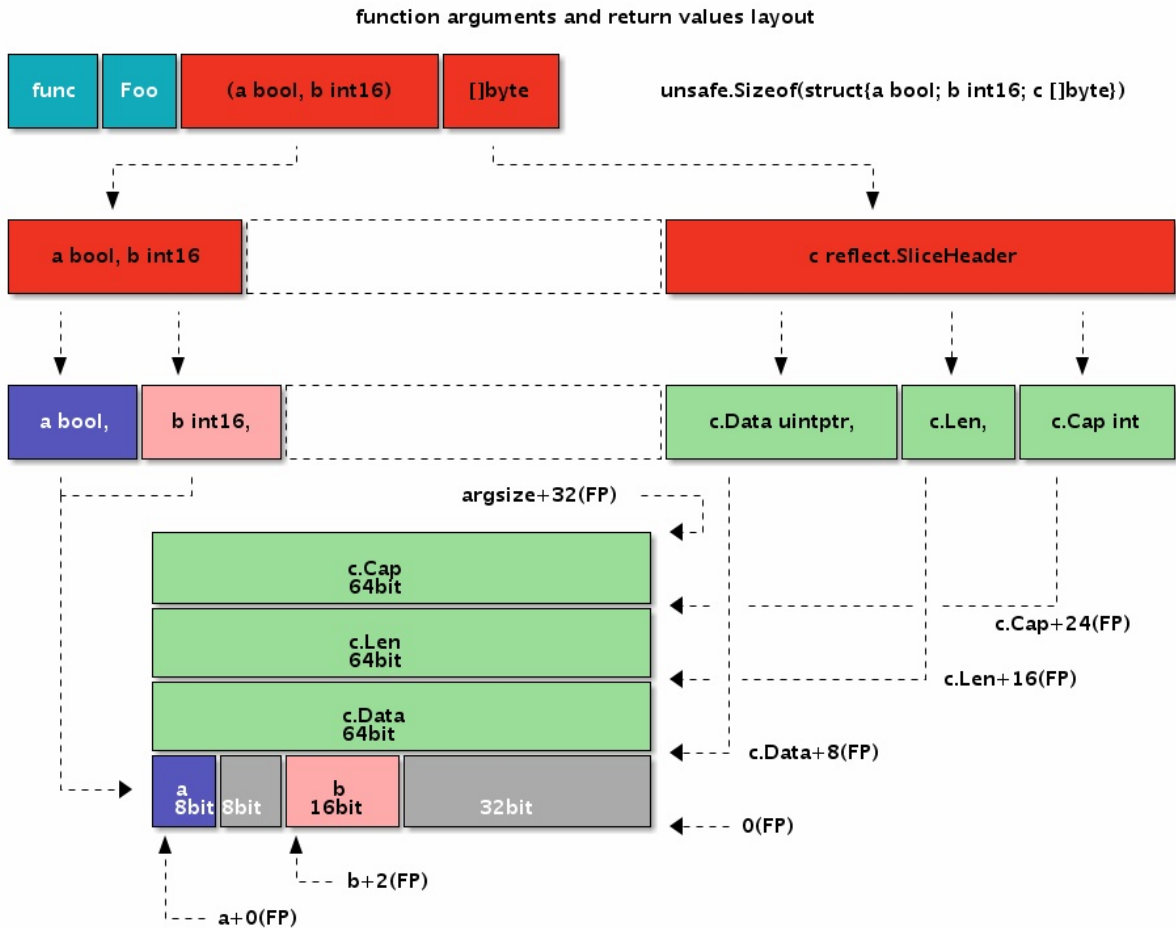 function arguments and return values layout
func Foo (a bool, b int16) []byte unsafe.Sizeof(struct{a bool; b int16; c []byte})
a bool, b int16 c reflect.SliceHeader
a bool, b int16, c.Data uintptr, c.Len, c.Cap int
argsize+32(FP)
c.Cap
64bit
c.Cap+24(FP)
c.Len
64bit
c.Len+16(FP)
c.Data
64bit
c.Data+8(FP)
a b
8bit 8bit 16bit 32bit
0(FP)
b+2(FP)
a+0(FP)